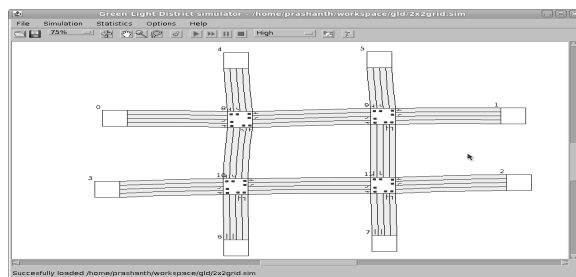 Green Light District simulator - /home/prashanth/workspace/gld/2x2grid.sim
File Simulation Statistics Options Help
75% High
4 5
0 8 9 1
3 10 11 2
6 7
Succesfully loaded /home/prashanth/workspace/gld/2x2grid.sim